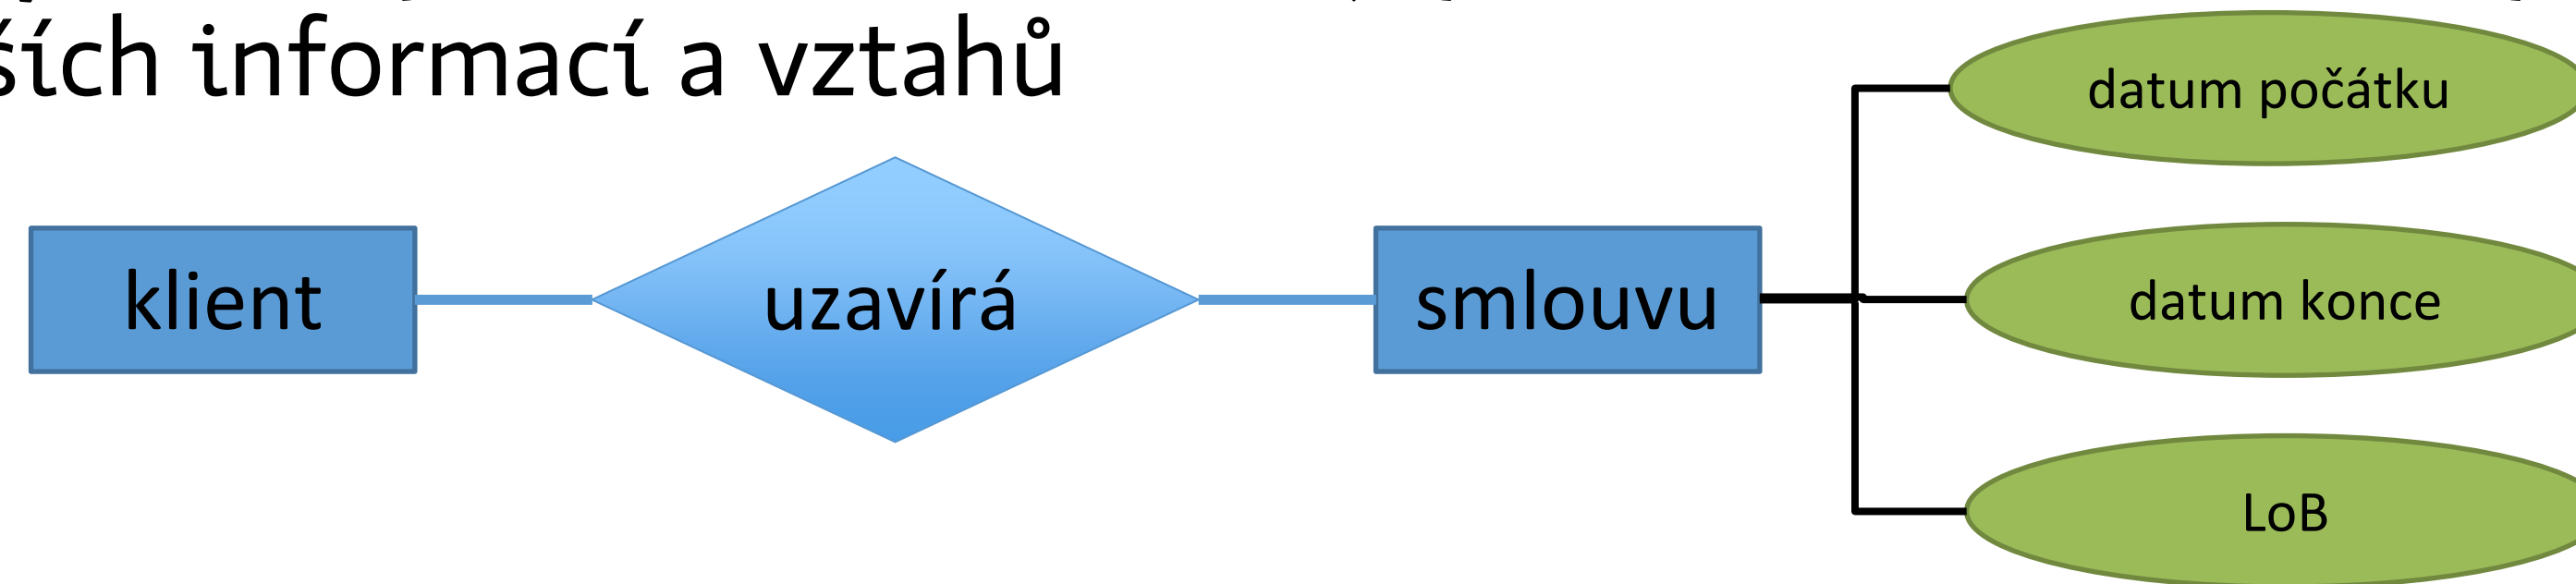 ších informací a vztahů
datum počátku
klient
uzavírá
smlouvu
datum konce
LoB